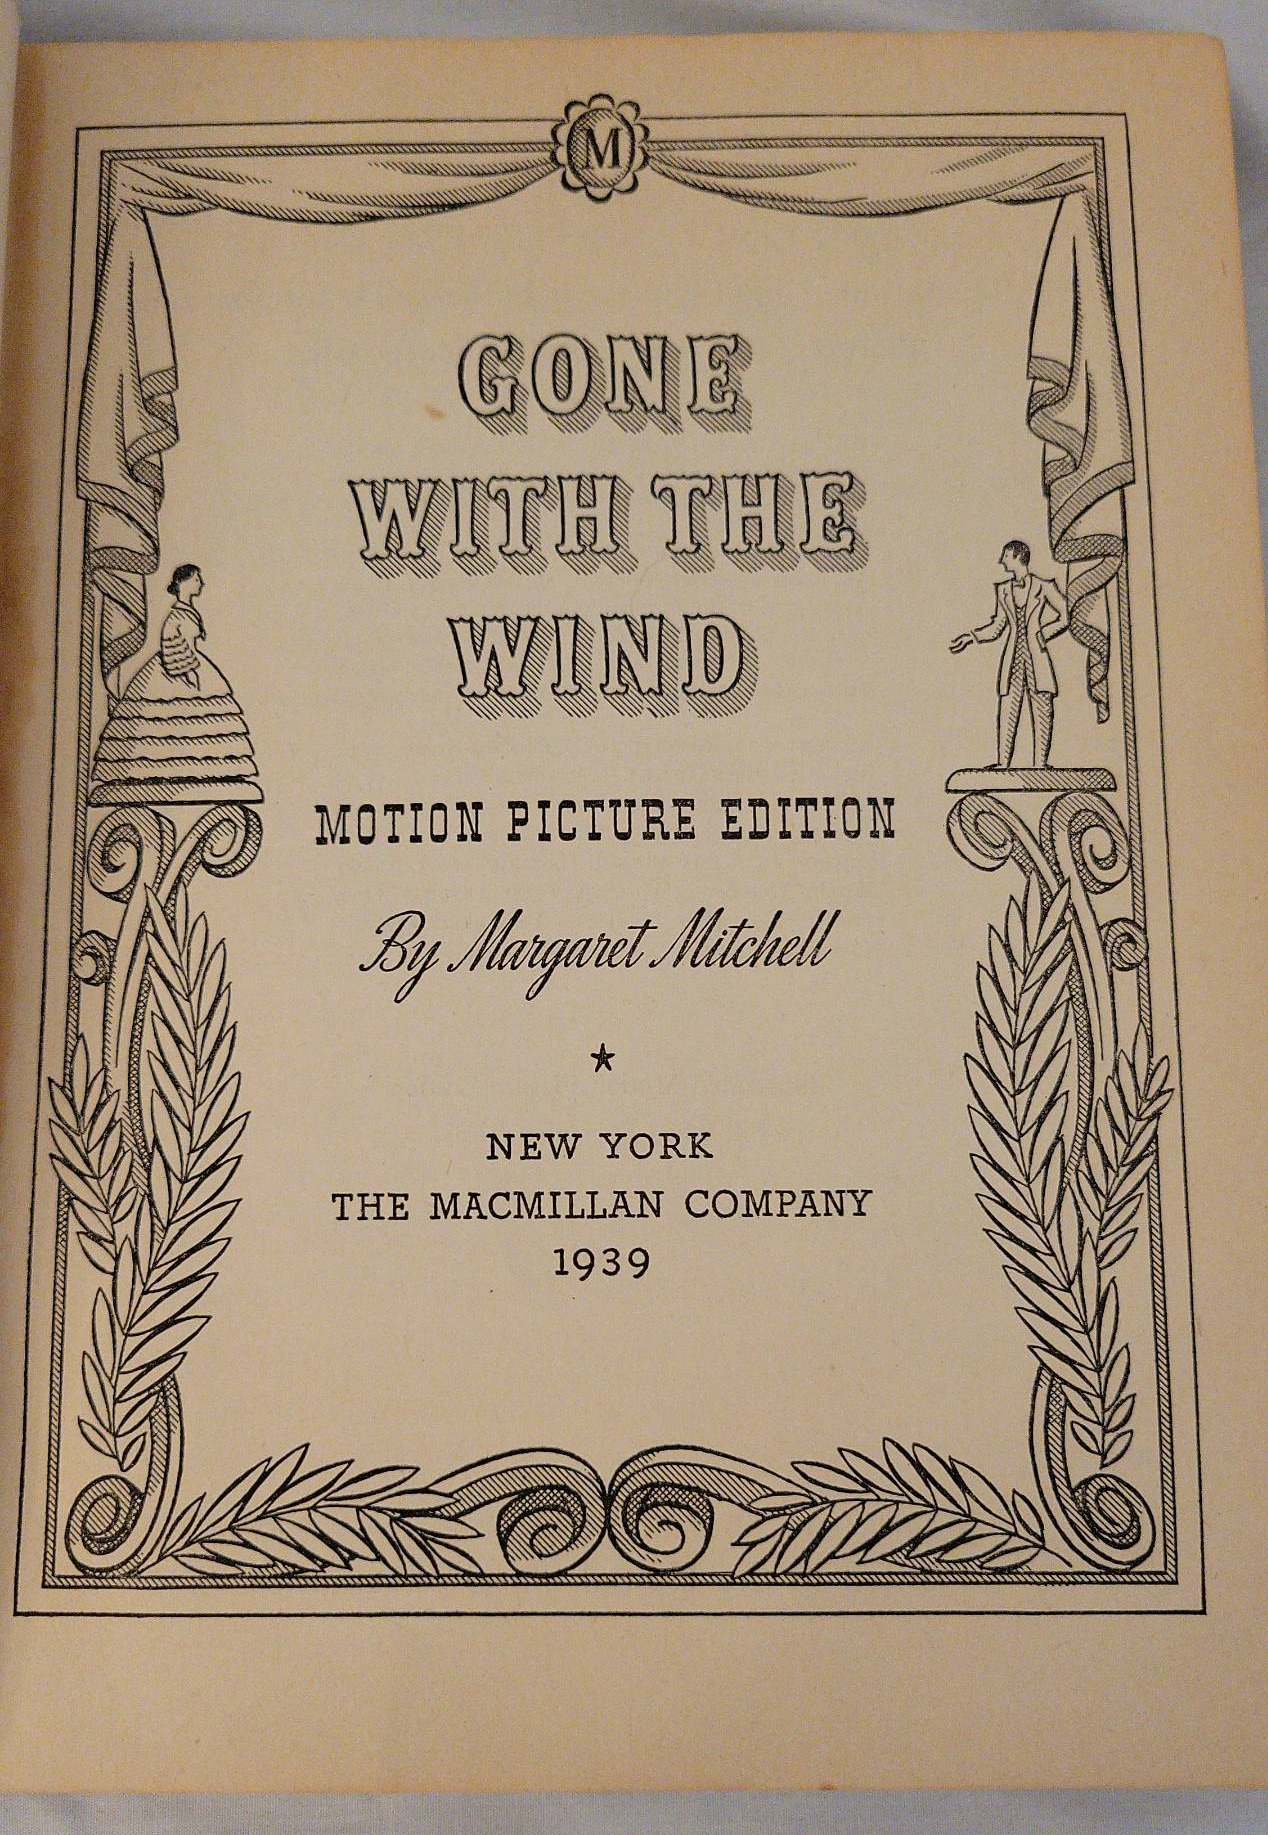 M
GONE
WITH THE
WIND
MOTION PICTURE EDITION
By Margaret Mitchell
NEW YORK
THE MACMILLAN COMPANY
1939